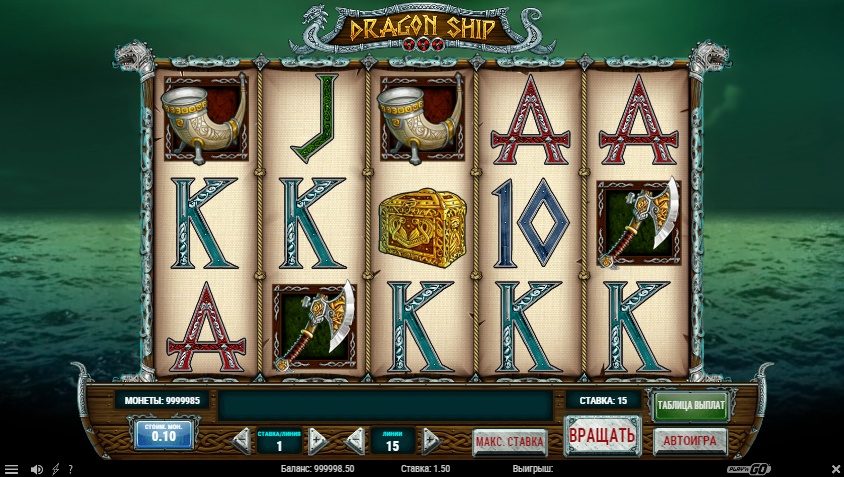 DRAGON SHIP
J A A
K K 10
A K K K
МОНЕТЫ: 9999985
СТАВКА: 15
ТАБЛИЦА ВЫПЛАТ
СТОИМ. МОН.
0.10
СТАВКА/ЛИНИЯ
1
ЛИНИИ
15
МАКС. СТАВКА
ВРАЩАТЬ
АВТОИГРА
?
Баланс: 999998.50 Ставка: 1.50 Выигрыш:
PLAY'N GO